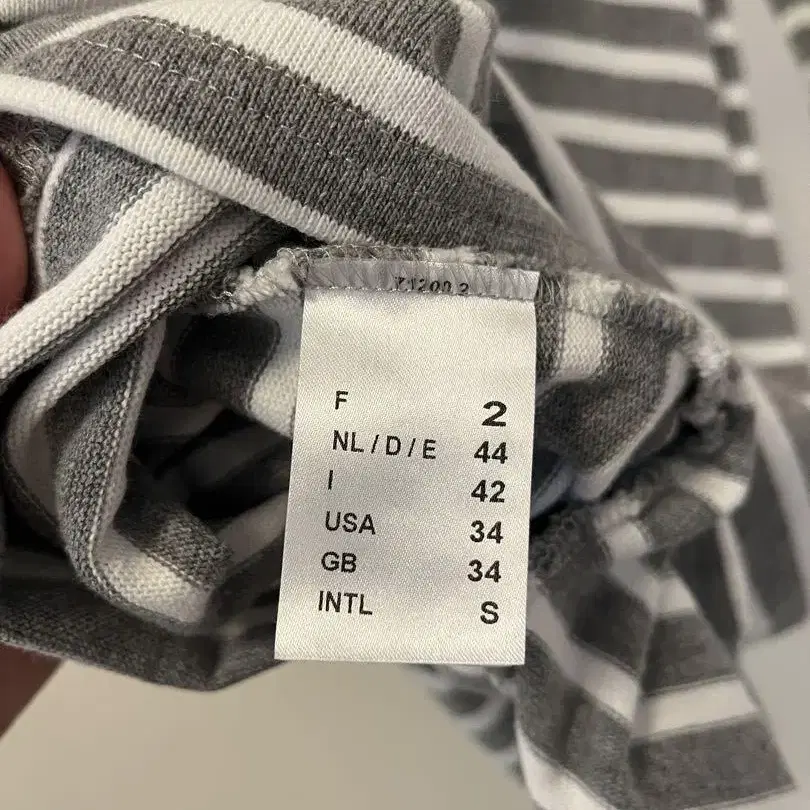 F 2
NL / D / E 44
I 42
USA 34
GB 34
INTL S